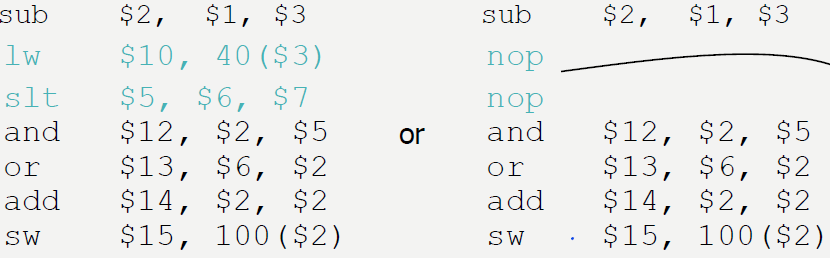 sub $2, $1, $3
lw $10, 40($3)
slt $5, $6, $7
and $12, $2, $5
or $13, $6, $2
add $14, $2, $2
sw $15, 100($2)
or
sub $2, $1, $3
nop
nop
and $12, $2, $5
or $13, $6, $2
add $14, $2, $2
sw $15, 100($2)